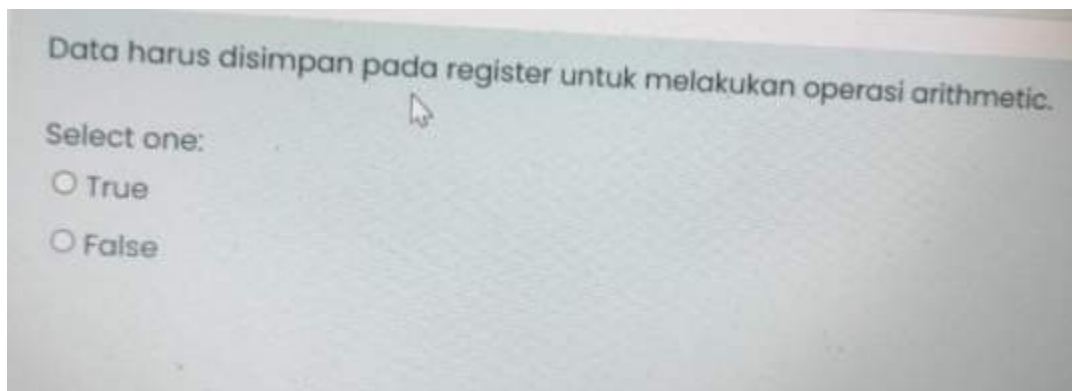 Data harus disimpan pada register untuk melakukan operasi arithmetic.
Select one:
True
False